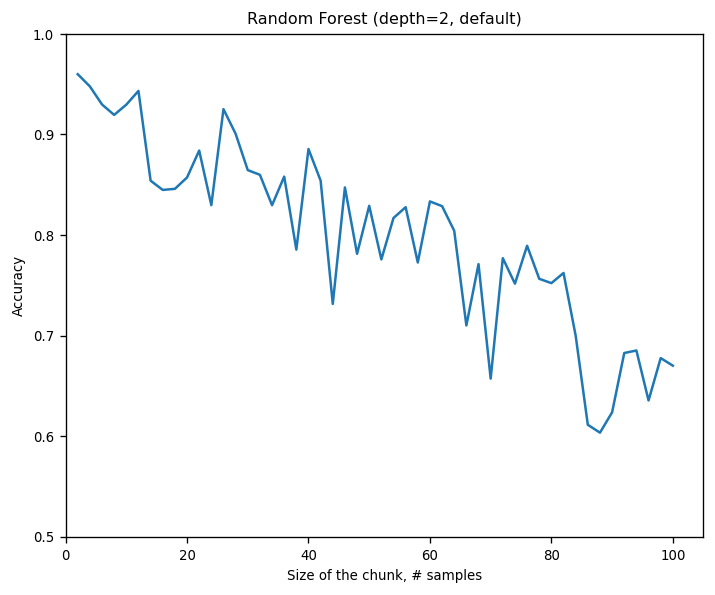 Random Forest (depth=2, default)
1.0
0.9
0.8
0.7
0.6
0.5
Accuracy
0 20 40 60 80 100
Size of the chunk, # samples